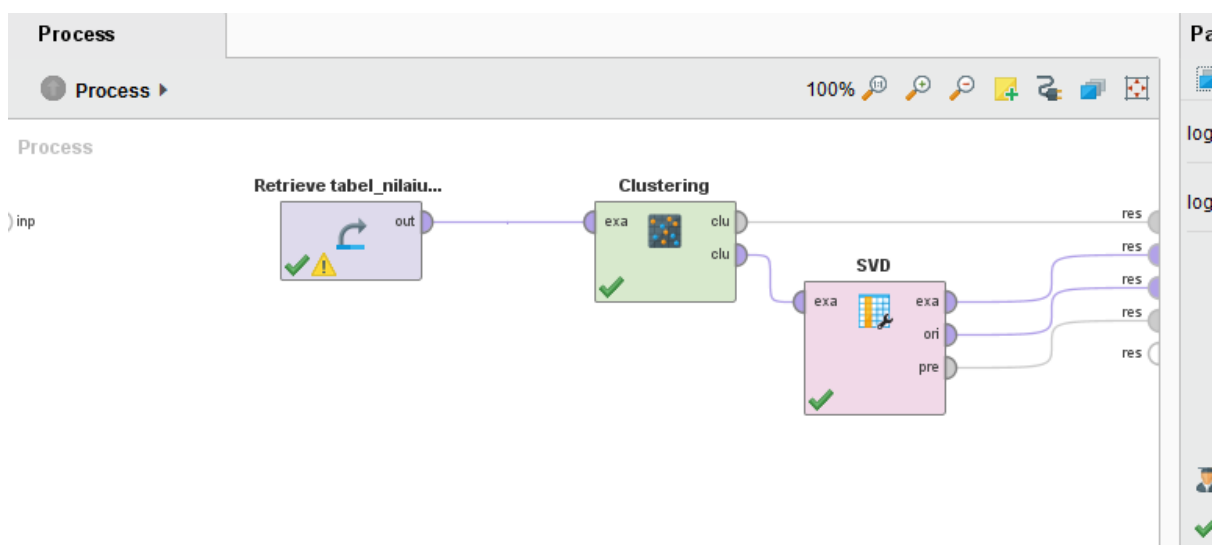 Process
Pa
Process
100%
Process
log
log
inp
Retrieve tabel_nilaiu...
out
Clustering
exa
clu
clu
SVD
exa
exa
ori
pre
res
res
res
res
res